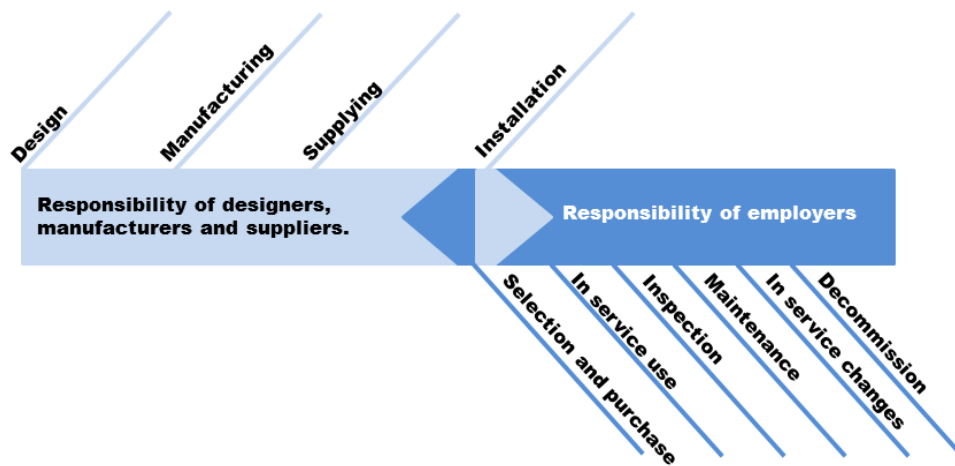 Design
Manufacturing
Supplying
Installation
Responsibility of designers,
manufacturers and suppliers.
Responsibility of employers
Selection and purchase
In service use
Inspection
Maintenance
In service changes
Decommission